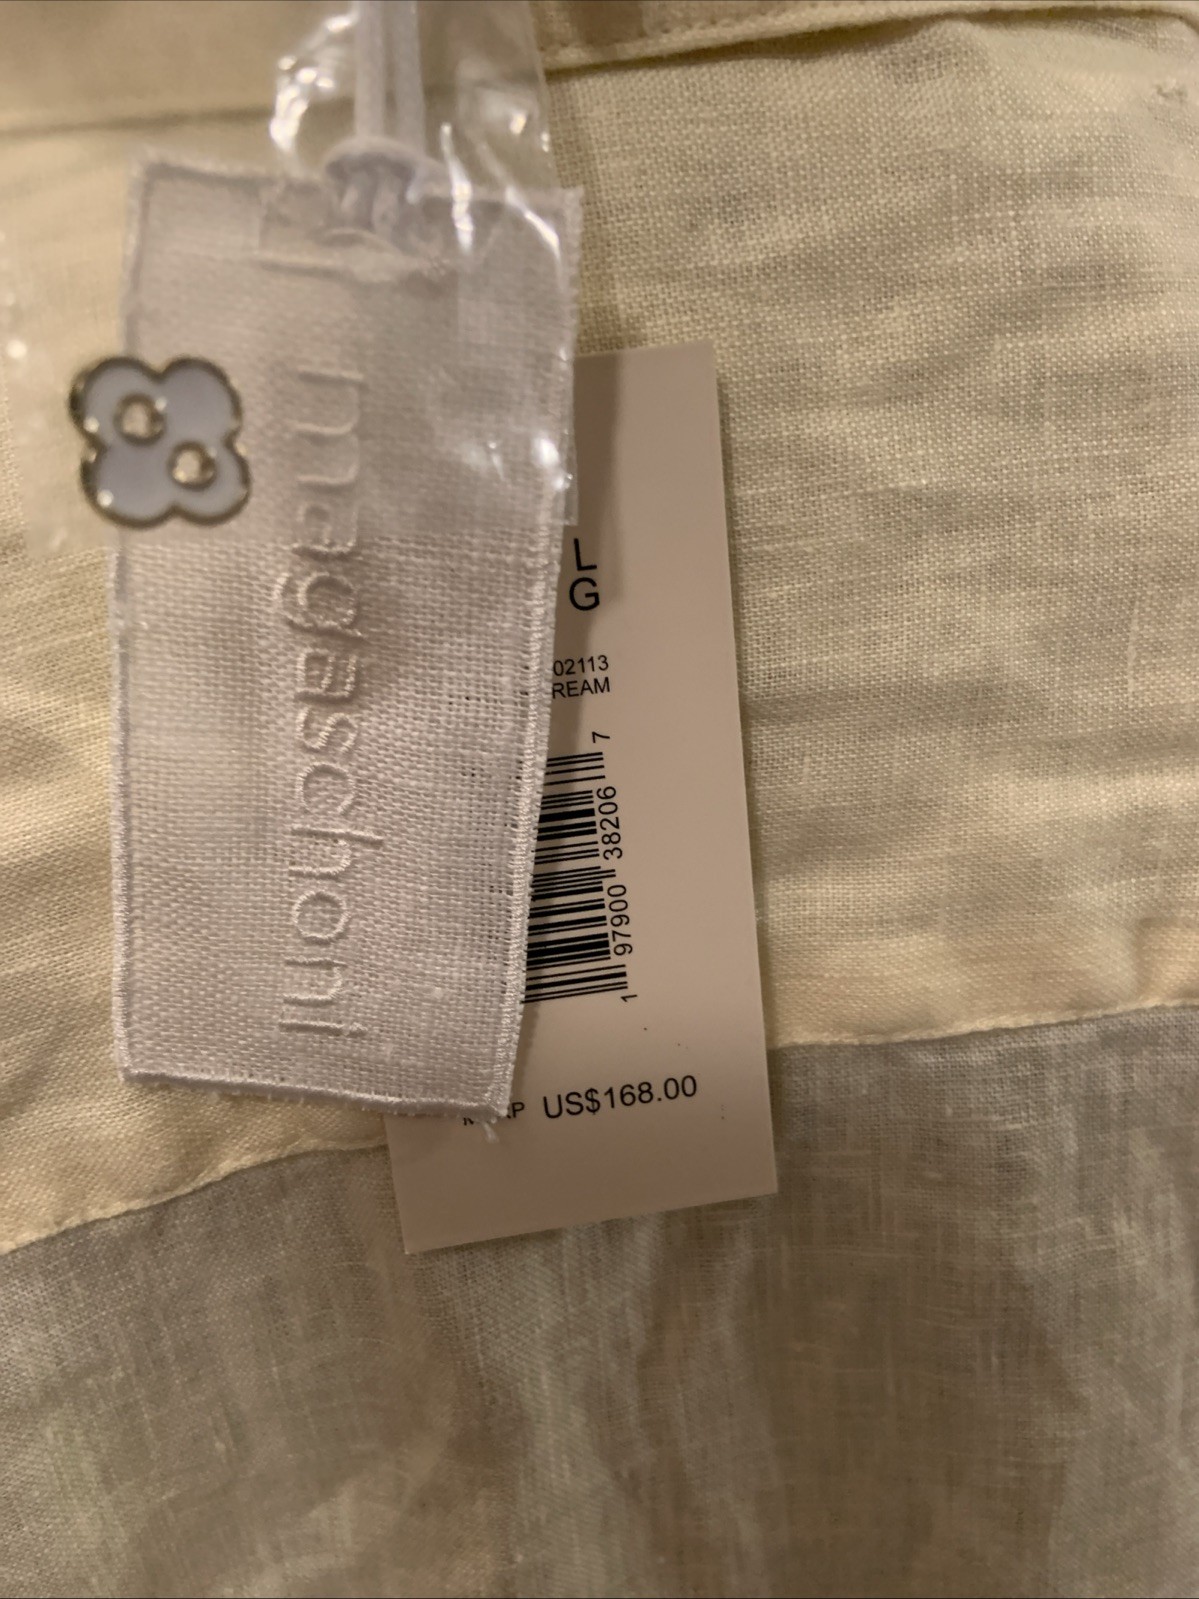 magaschoni
L
G
02113
REAM
1 97900 38206 7
US$168.00